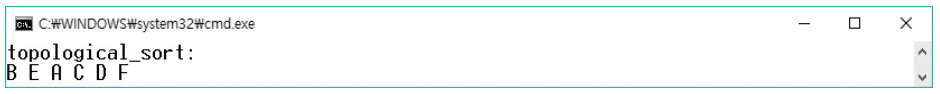 C:₩WINDOWS₩system32₩cmd.exe
topological_sort:
B E A C D F